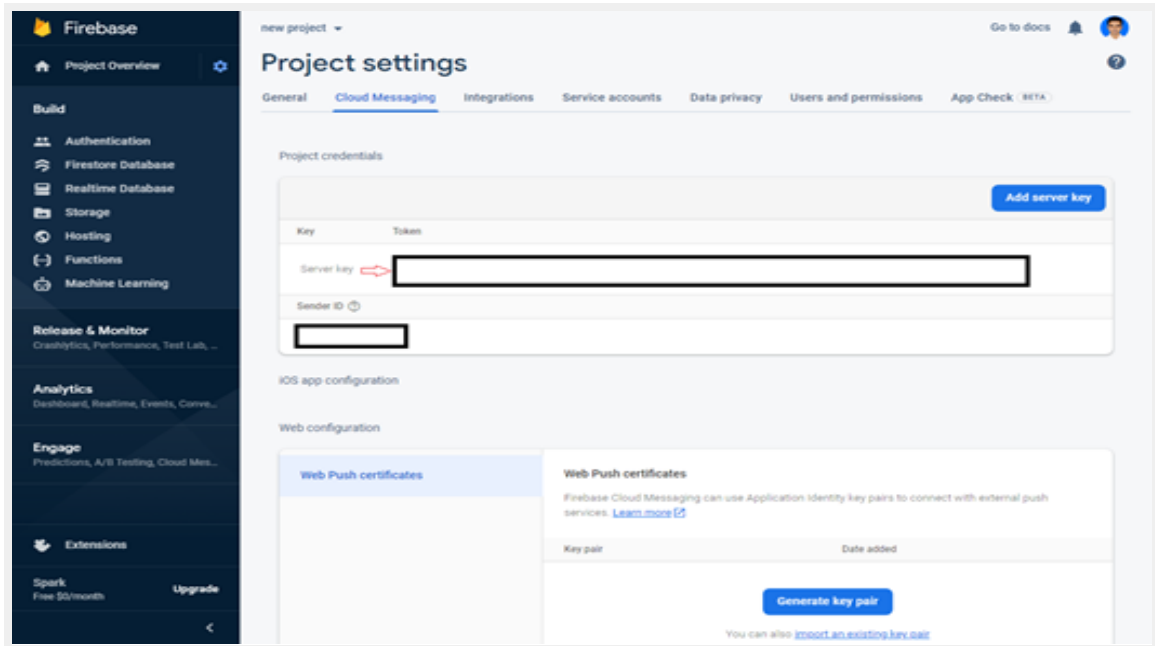 Firebase
Project Overview
Build
Authentication
Firestore Database
Realtime Database
Storage
Hosting
Functions
Machine Learning
Release & Monitor
Crashlytics, Performance, Test Lab, ...
Analytics
Dashboard, Realtime, Events, Conve...
Engage
Predictions, A/B Testing, Cloud Mes...
Extensions
Spark
Free $0/month
Upgrade
new project
Go to docs
Project settings
General Cloud Messaging Integrations Service accounts Data privacy Users and permissions App Check BETA
Project credentials
Add server key
Key Token
Server key
Sender ID
iOS app configuration
Web configuration
Web Push certificates
Web Push certificates
Firebase Cloud Messaging can use Application Identity key pairs to connect with external push
services. Learn more
Key pair Date added
Generate key pair
You can also import an existing key pair